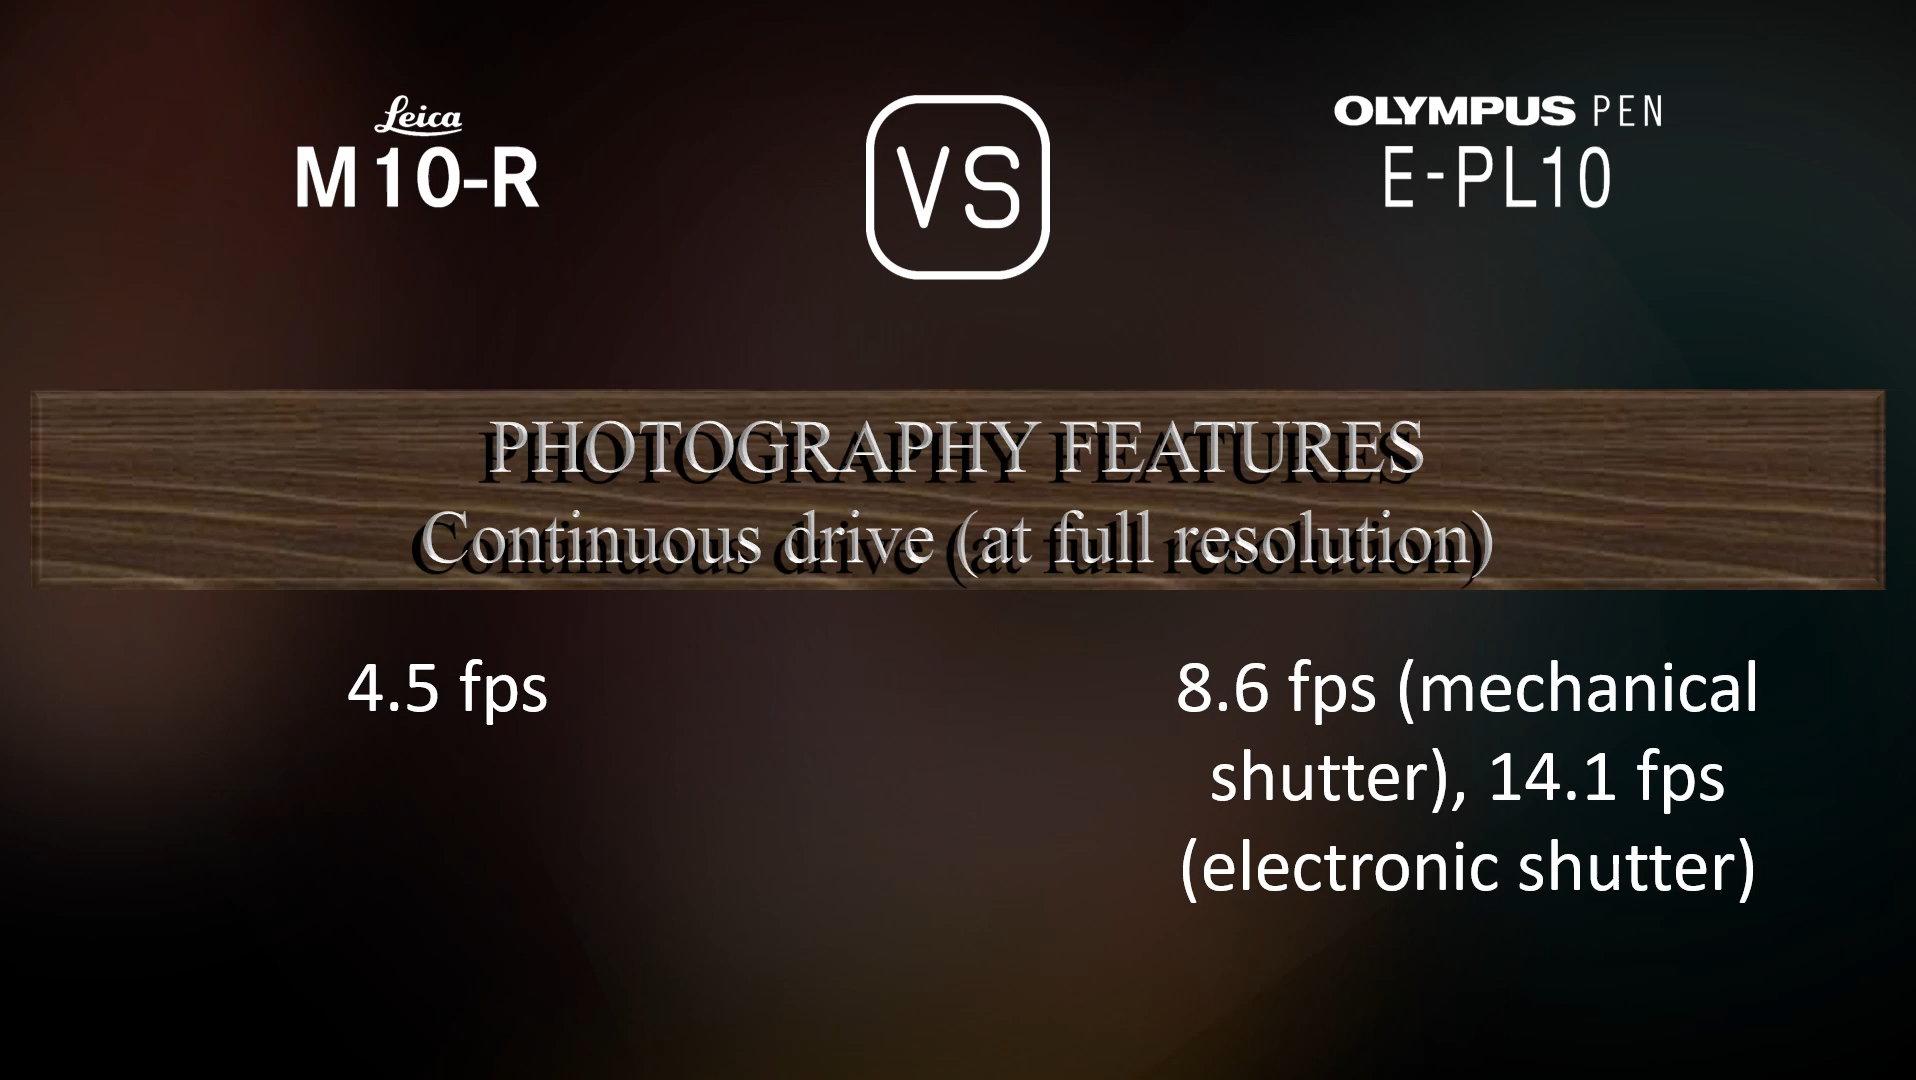 Leica
M10-R
VS
OLYMPUS PEN
E-PL10
PHOTOGRAPHY FEATURES
Continuous drive (at full resolution)
4.5 fps
8.6 fps (mechanical
shutter), 14.1 fps
(electronic shutter)